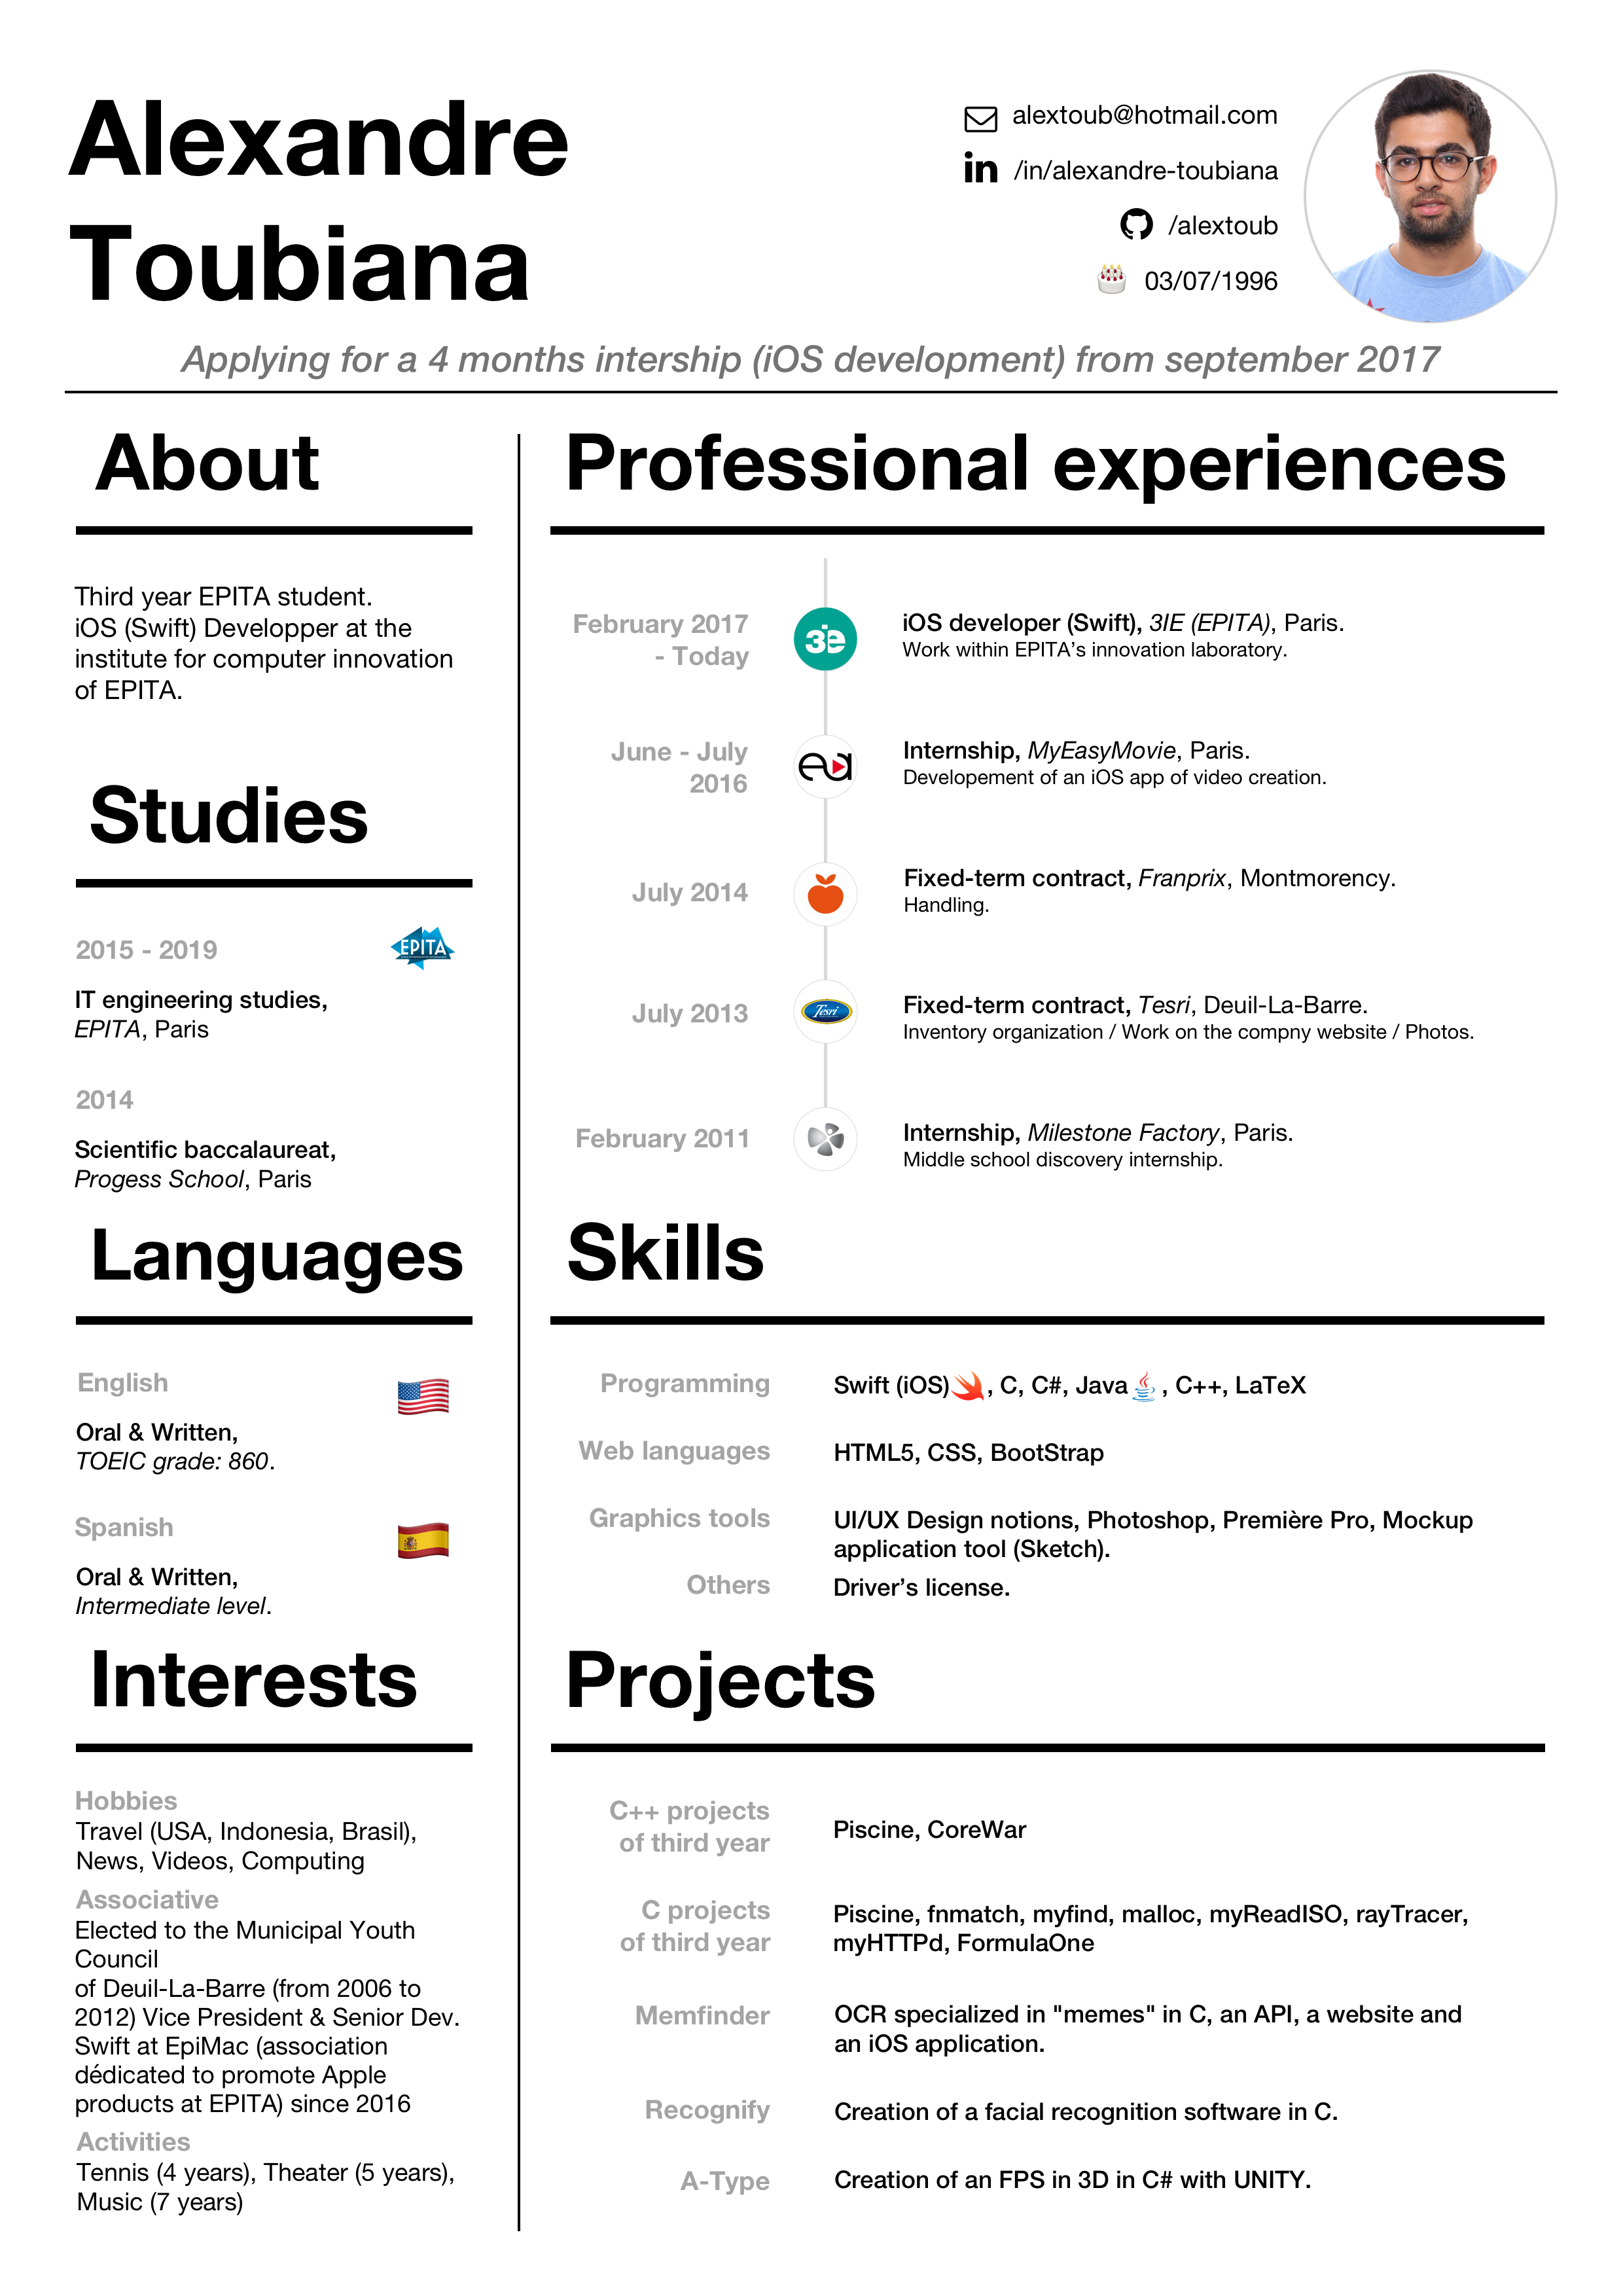 Alexandre
Toubiana
alextoub@hotmail.com
in /in/alexandre-toubiana
/alextoub
03/07/1996
Applying for a 4 months intership (iOS development) from september 2017
About
Third year EPITA student.
iOS (Swift) Developper at the
institute for computer innovation
of EPITA.
Studies
2015 - 2019
EPITA
IT engineering studies,
EPITA, Paris
2014
Scientific baccalaureat,
Progess School, Paris
Languages
English
Oral & Written,
TOEIC grade: 860.
Spanish
Oral & Written,
Intermediate level.
Interests
Hobbies
Travel (USA, Indonesia, Brasil),
News, Videos, Computing
Associative
Elected to the Municipal Youth
Council
of Deuil-La-Barre (from 2006 to
2012) Vice President & Senior Dev.
Swift at EpiMac (association
dédicated to promote Apple
products at EPITA) since 2016
Activities
Tennis (4 years), Theater (5 years),
Music (7 years)
Professional experiences
February 2017
- Today
3ie
iOS developer (Swift), 3IE (EPITA), Paris.
Work within EPITA’s innovation laboratory.
June - July
2016
Internship, MyEasyMovie, Paris.
Developement of an iOS app of video creation.
July 2014
Fixed-term contract, Franprix, Montmorency.
Handling.
July 2013
Tesri
Fixed-term contract, Tesri, Deuil-La-Barre.
Inventory organization / Work on the compny website / Photos.
February 2011
Internship, Milestone Factory, Paris.
Middle school discovery internship.
Skills
Programming
Swift (iOS), C, C#, Java, C++, LaTeX
Web languages
HTML5, CSS, BootStrap
Graphics tools
UI/UX Design notions, Photoshop, Première Pro, Mockup
application tool (Sketch).
Others
Driver’s license.
Projects
C++ projects
of third year
Piscine, CoreWar
C projects
of third year
Piscine, fnmatch, myfind, malloc, myReadISO, rayTracer,
myHTTPd, FormulaOne
Memfinder
OCR specialized in "memes" in C, an API, a website and
an iOS application.
Recognify
Creation of a facial recognition software in C.
A-Type
Creation of an FPS in 3D in C# with UNITY.